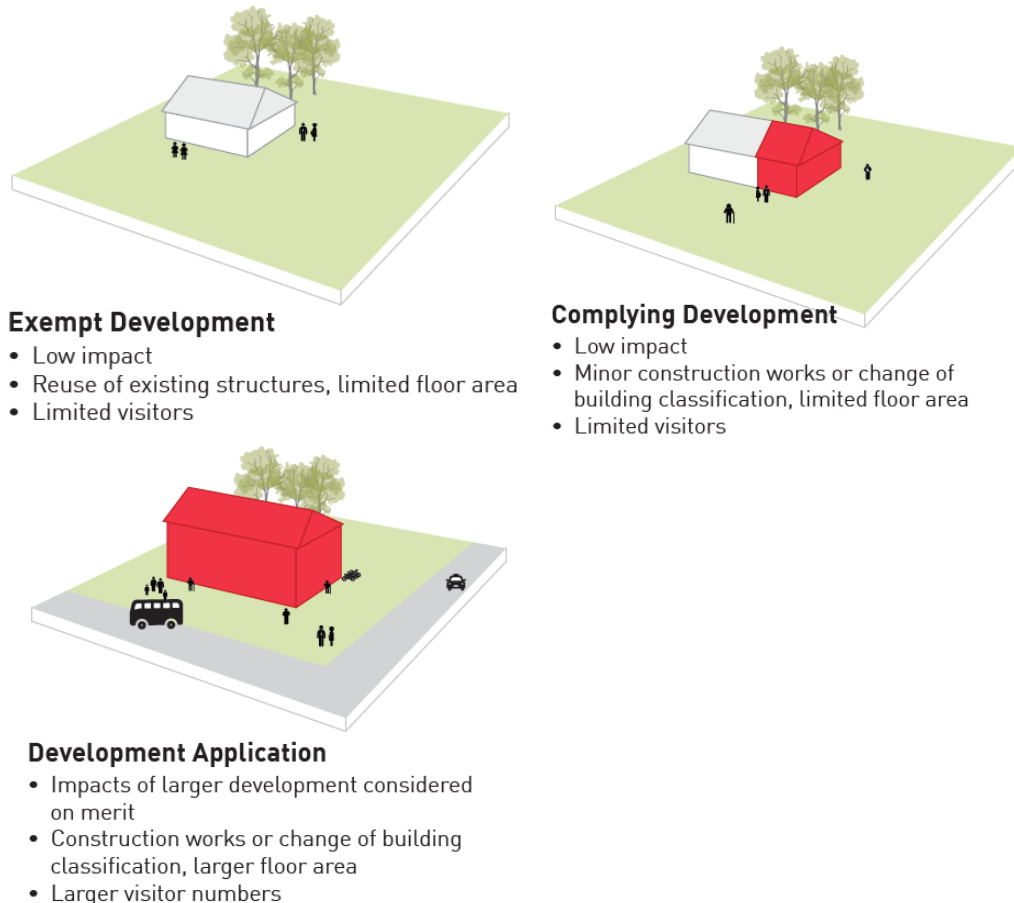 Exempt Development
• Low impact
• Reuse of existing structures, limited floor area
• Limited visitors
Complying Development
• Low impact
• Minor construction works or change of
building classification, limited floor area
• Limited visitors
Development Application
• Impacts of larger development considered
on merit
• Construction works or change of building
classification, larger floor area
• Larger visitor numbers